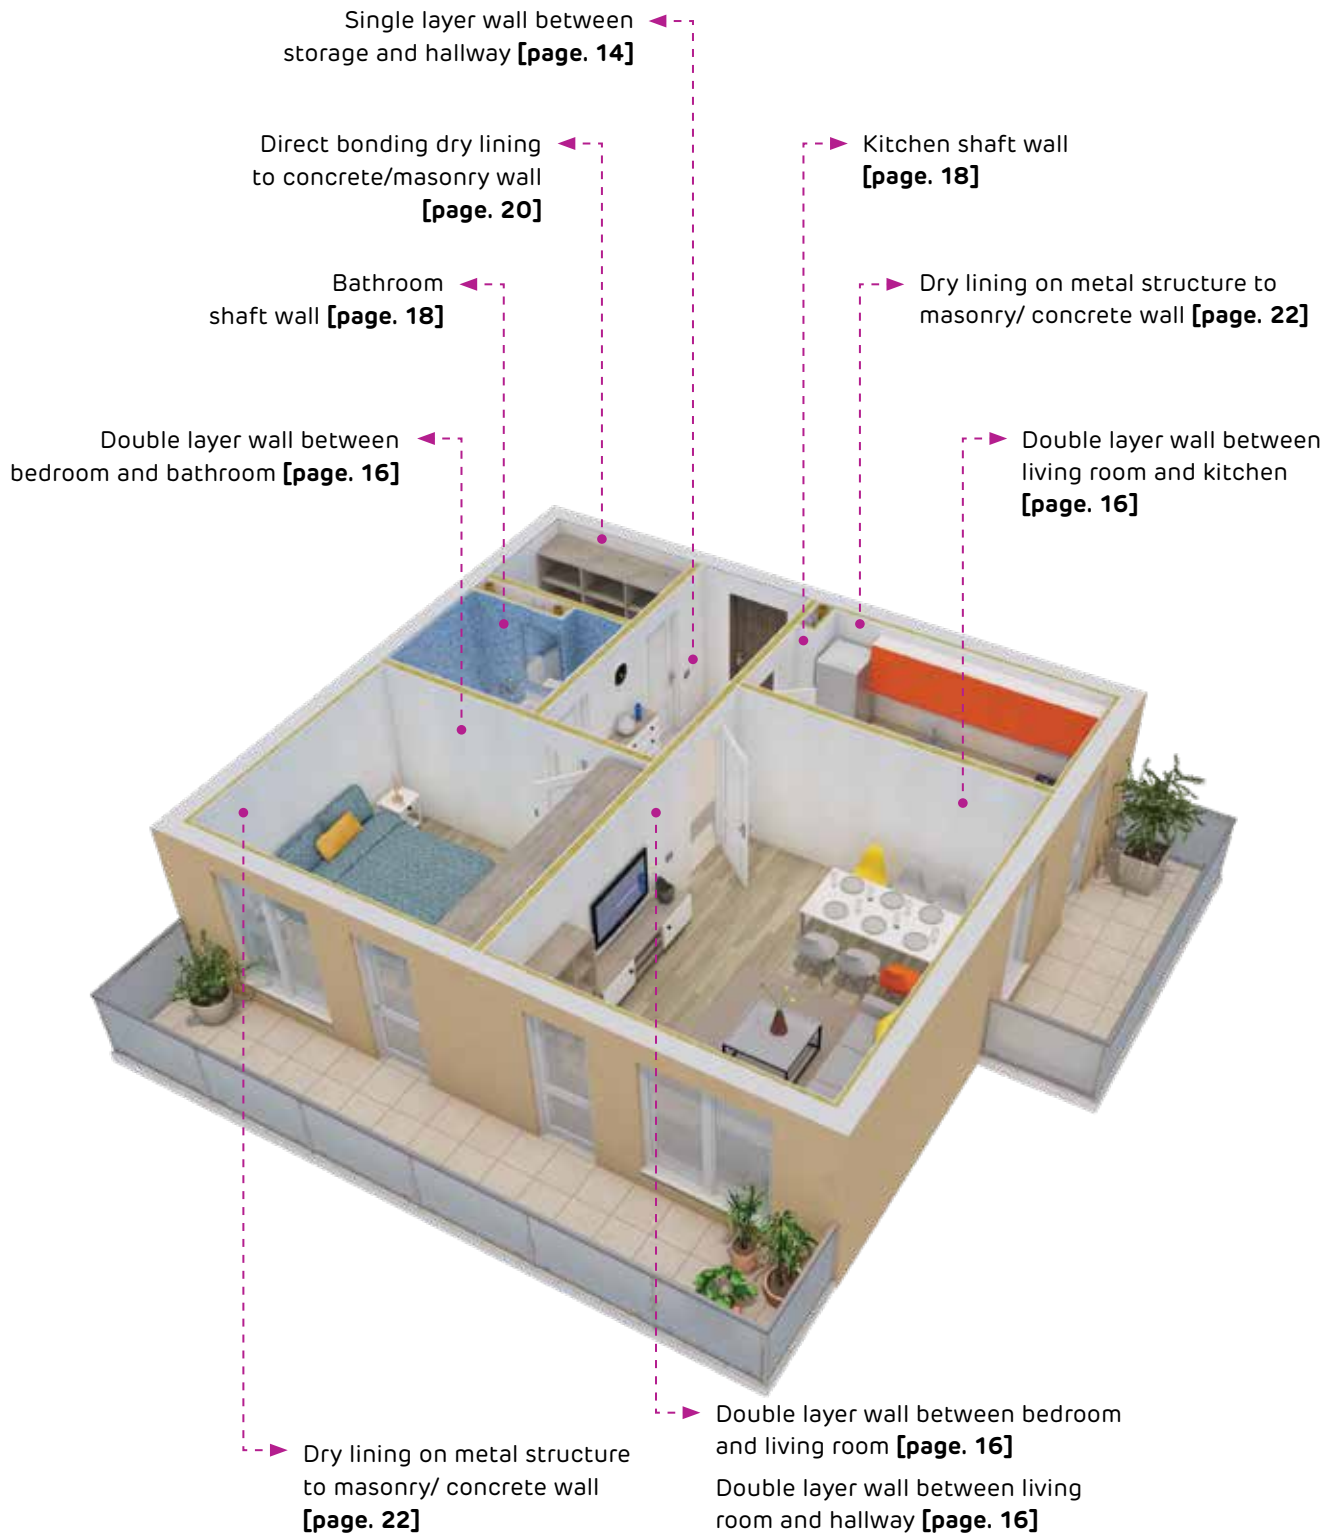 Single layer wall between
storage and hallway [page. 14]
Direct bonding dry lining
to concrete/masonry wall
[page. 20]
Kitchen shaft wall
[page. 18]
Bathroom
shaft wall [page. 18]
Dry lining on metal structure to
masonry/ concrete wall [page. 22]
Double layer wall between
bedroom and bathroom [page. 16]
Double layer wall between
living room and kitchen
[page. 16]
Dry lining on metal structure
to masonry/ concrete wall
[page. 22]
Double layer wall between bedroom
and living room [page. 16]
Double layer wall between living
room and hallway [page. 16]